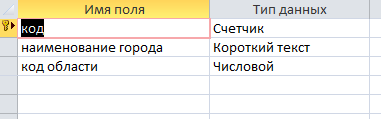 Имя поля Тип данных
код Счетчик
наименование города Короткий текст
код области Числовой